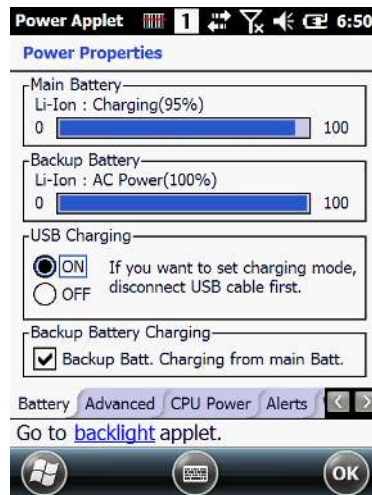 Power Applet 1 6:50
Power Properties
Main Battery
Li-Ion : Charging(95%)
0 100
Backup Battery
Li-Ion : AC Power(100%)
0 100
USB Charging
ON If you want to set charging mode,
OFF disconnect USB cable first.
Backup Battery Charging
Backup Batt. Charging from main Batt.
Battery Advanced CPU Power Alerts
Go to backlight applet.
OK